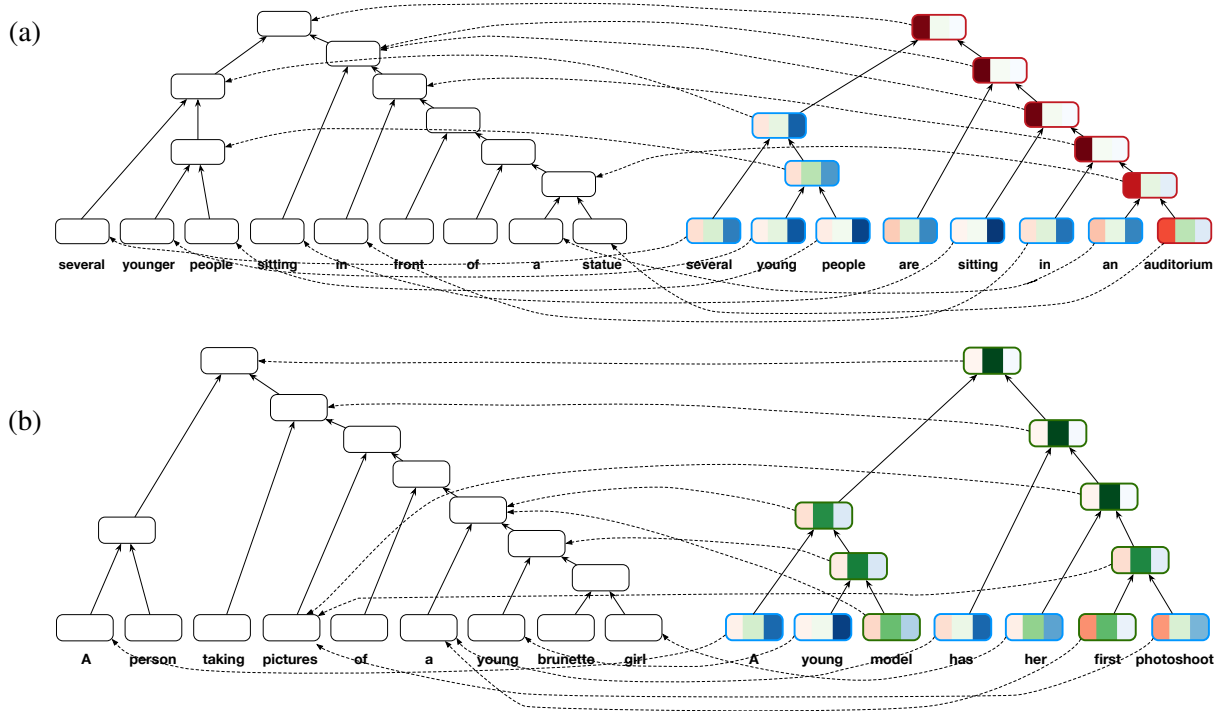 (a)
several younger people sitting in front of a statue several young people are sitting in an auditorium
(b)
A person taking pictures of a young brunette girl A young model has her first photoshoot